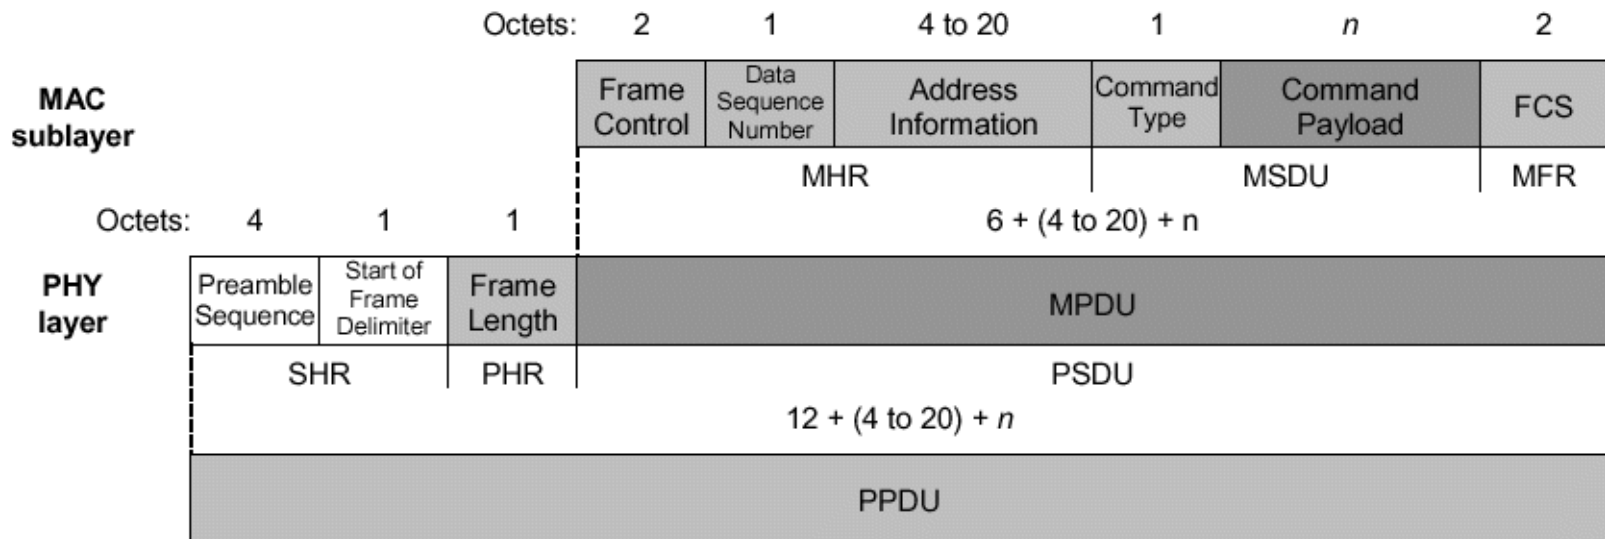 Octets: 2 1 4 to 20 1 n 2
MAC
sublayer
Frame
Control
Data
Sequence
Number
Address
Information
Command
Type
Command
Payload
FCS
MHR MSDU MFR
Octets: 4 1 1 6 + (4 to 20) + n
PHY
layer
Preamble
Sequence
Start of
Frame
Delimiter
Frame
Length
MPDU
SHR PHR PSDU
12 + (4 to 20) + n
PPDU